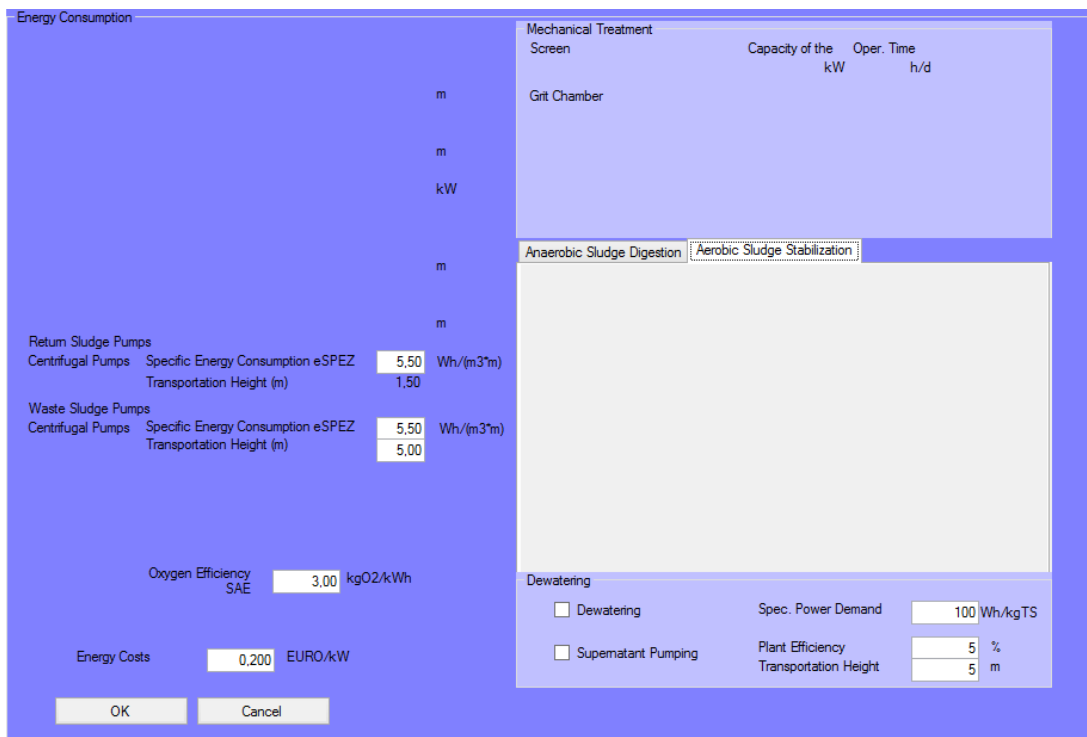 Energy Consumption
m
m
kW
m
m
Return Sludge Pumps
Centrifugal Pumps Specific Energy Consumption eSPEZ 5,50 Wh/(m3*m)
Transportation Height (m) 1,50
Waste Sludge Pumps
Centrifugal Pumps Specific Energy Consumption eSPEZ 5,50 Wh/(m3*m)
Transportation Height (m) 5,00
Oxygen Efficiency
SAE 3,00 kgO2/kWh
Energy Costs 0,200 EURO/kW
OK Cancel
Mechanical Treatment
Screen Capacity of the Oper. Time
kW h/d
Grit Chamber
Anaerobic Sludge Digestion Aerobic Sludge Stabilization
Dewatering
Dewatering Spec. Power Demand 100 Wh/kgTS
Supernatant Pumping Plant Efficiency 5 %
Transportation Height 5 m